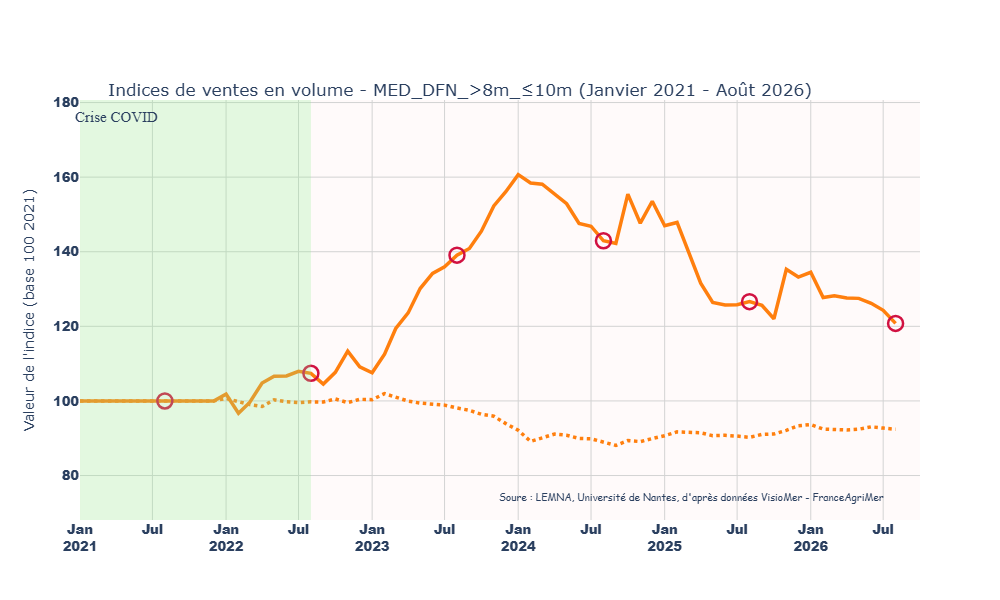 Indices de ventes en volume - MED_DFN_>8m_≤10m (Janvier 2021 - Août 2026)
Crise COVID
Valeur de l'indice (base 100 2021)
180
160
140
120
100
80
Soure : LEMNA, Université de Nantes, d'après données VisioMer - FranceAgriMer
Jan Jul Jan Jul Jan Jul Jan Jul Jan Jul Jan Jul
2021 2022 2023 2024 2025 2026